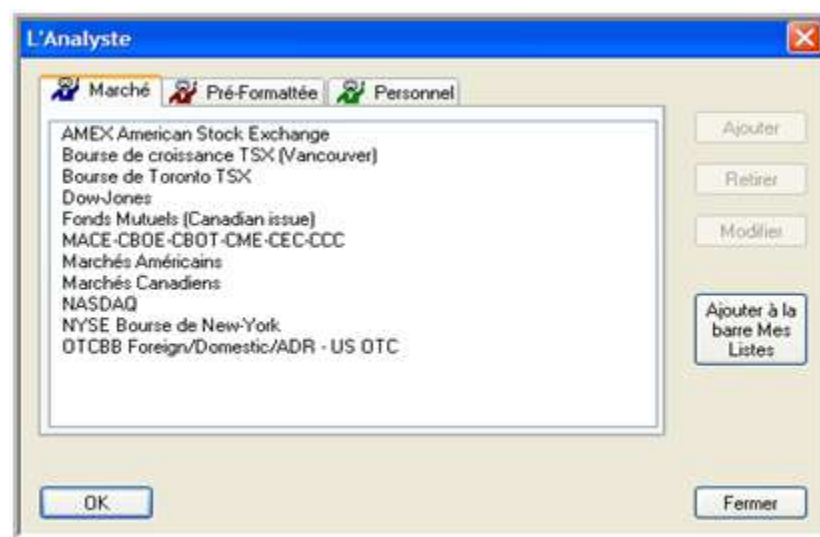 L'Analyste
Marché
Pré-Formattée
Personnel
AMEX American Stock Exchange
Bourse de croissance TSX (Vancouver)
Bourse de Toronto TSX
Dow-Jones
Fonds Mutuels (Canadian issue)
MACE-CBOE-CBOT-CME-CEC-CCC
Marchés Américains
Marchés Canadiens
NASDAQ
NYSE Bourse de New-York
OTCBB Foreign/Domestic/ADR - US OTC
Ajouter
Retirer
Modifier
Ajouter à la
barre Mes
Listes
OK
Fermer